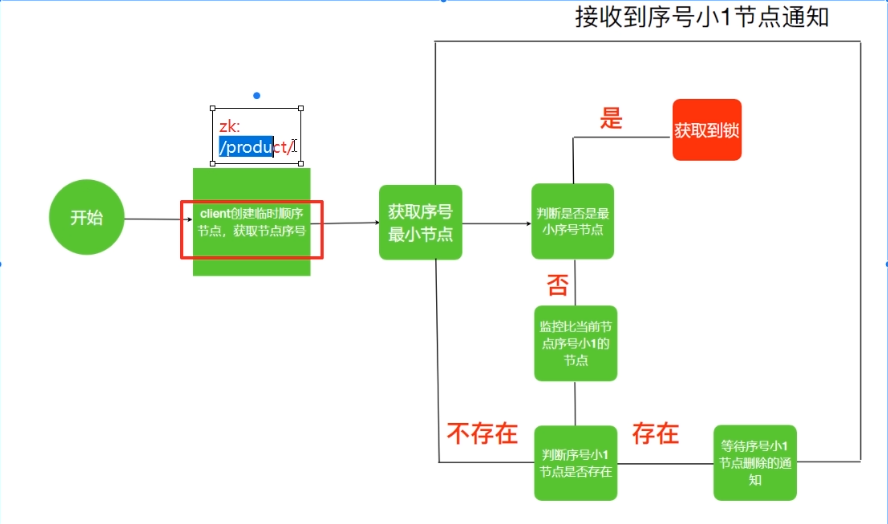 接收到序号小1节点通知
zk:
/product/
是
获取到锁
开始
client创建临时顺序
节点，获取节点序号
获取序号
最小节点
判断是否是最
小序号节点
否
监控比当前节
点序号小1的
节点
不存在
判断序号小1
节点是否存在
存在
等待序号小1
节点删除的通
知